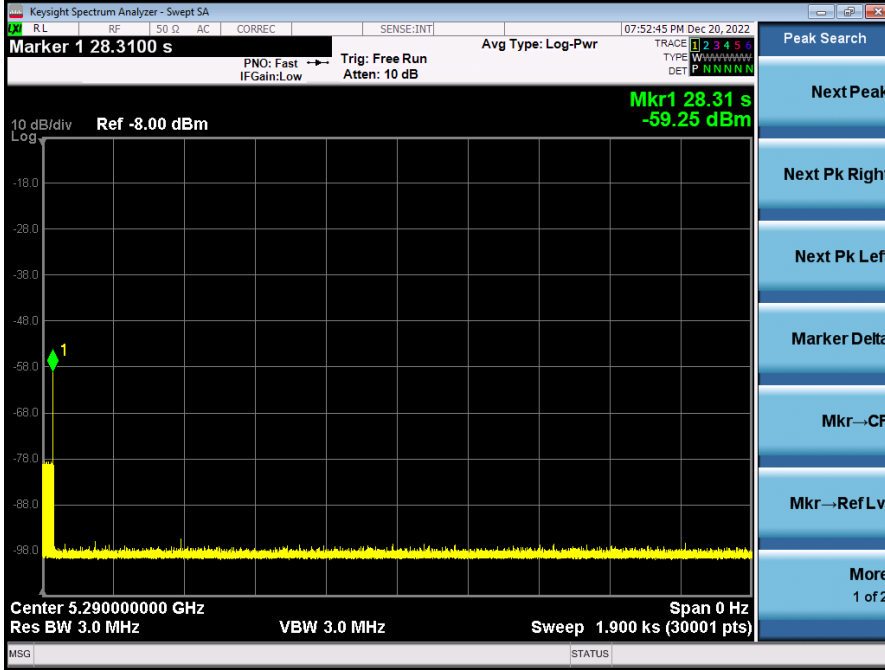 Keysight Spectrum Analyzer - Swept SA
LXI RL RF 50 Ω AC CORREC SENSE:INT 07:52:45 PM Dec 20, 2022
Marker 1 28.3100 s
PNO: Fast
IFGain:Low
Trig: Free Run
Atten: 10 dB
Avg Type: Log-Pwr
TRACE 1 2 3 4 5 6
TYPE WWWWWW
DET P N N N N N
Mkr1 28.31 s
-59.25 dBm
10 dB/div Ref -8.00 dBm
Log
-18.0
-28.0
-38.0
-48.0
1
-58.0
-68.0
-78.0
-88.0
-98.0
Center 5.290000000 GHz Span 0 Hz
Res BW 3.0 MHz VBW 3.0 MHz Sweep 1.900 ks (30001 pts)
MSG STATUS
Peak Search
Next Peak
Next Pk Right
Next Pk Lef
Marker Delta
Mkr→CF
Mkr→Ref Lv
More
1 of 2